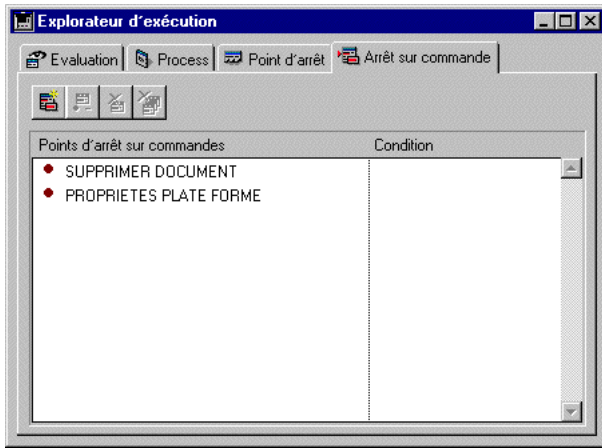 Explorateur d'exécution
Evaluation Process Point d'arrêt Arrêt sur commande
Points d'arrêt sur commandes Condition
SUPPRIMER DOCUMENT
PROPRIETES PLATE FORME